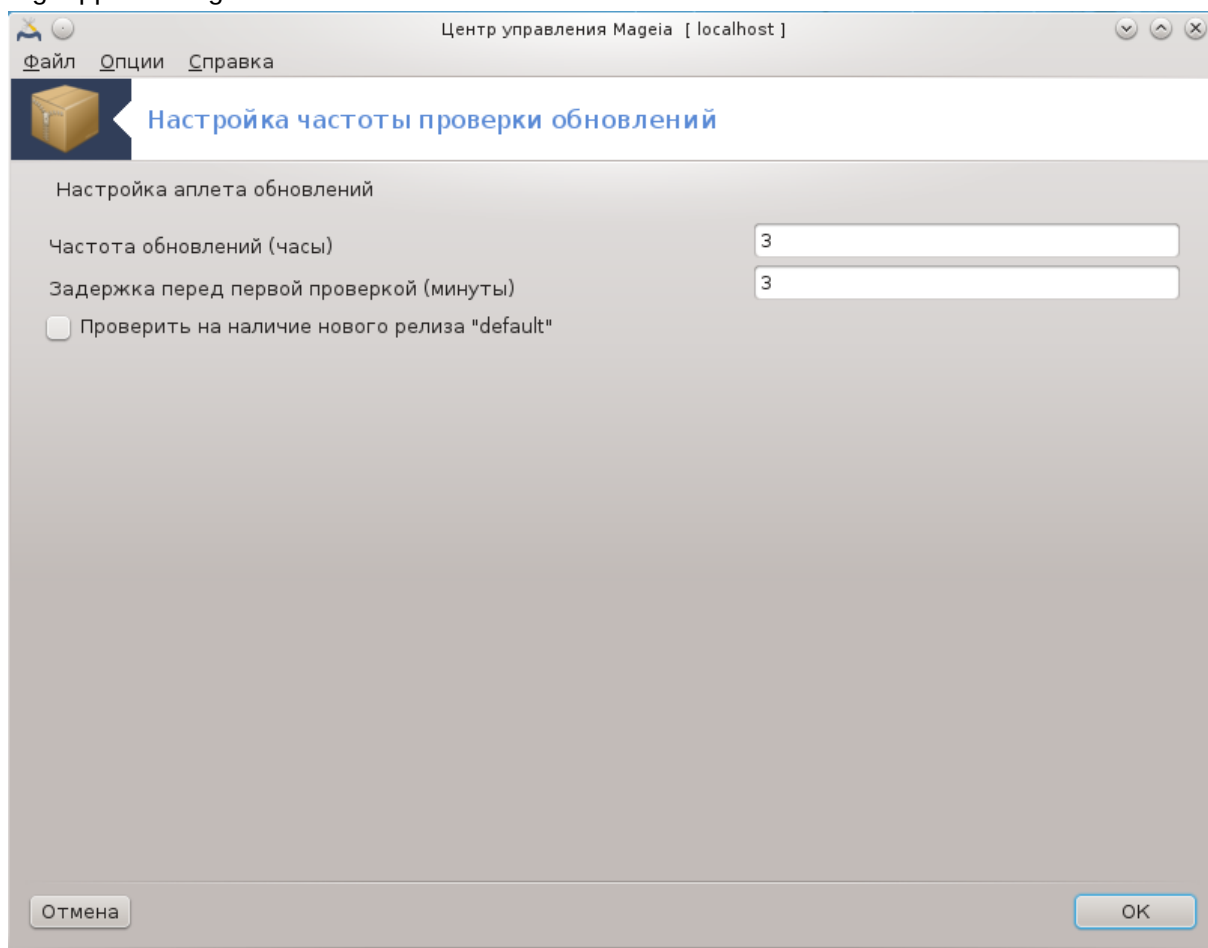 Центр управления Mageia [ localhost ]
Файл Опции Справка
Настройка частоты проверки обновлений
Настройка аплета обновлений
Частота обновлений (часы)
3
Задержка перед первой проверкой (минуты)
3
Проверить на наличие нового релиза "default"
Отмена
OK